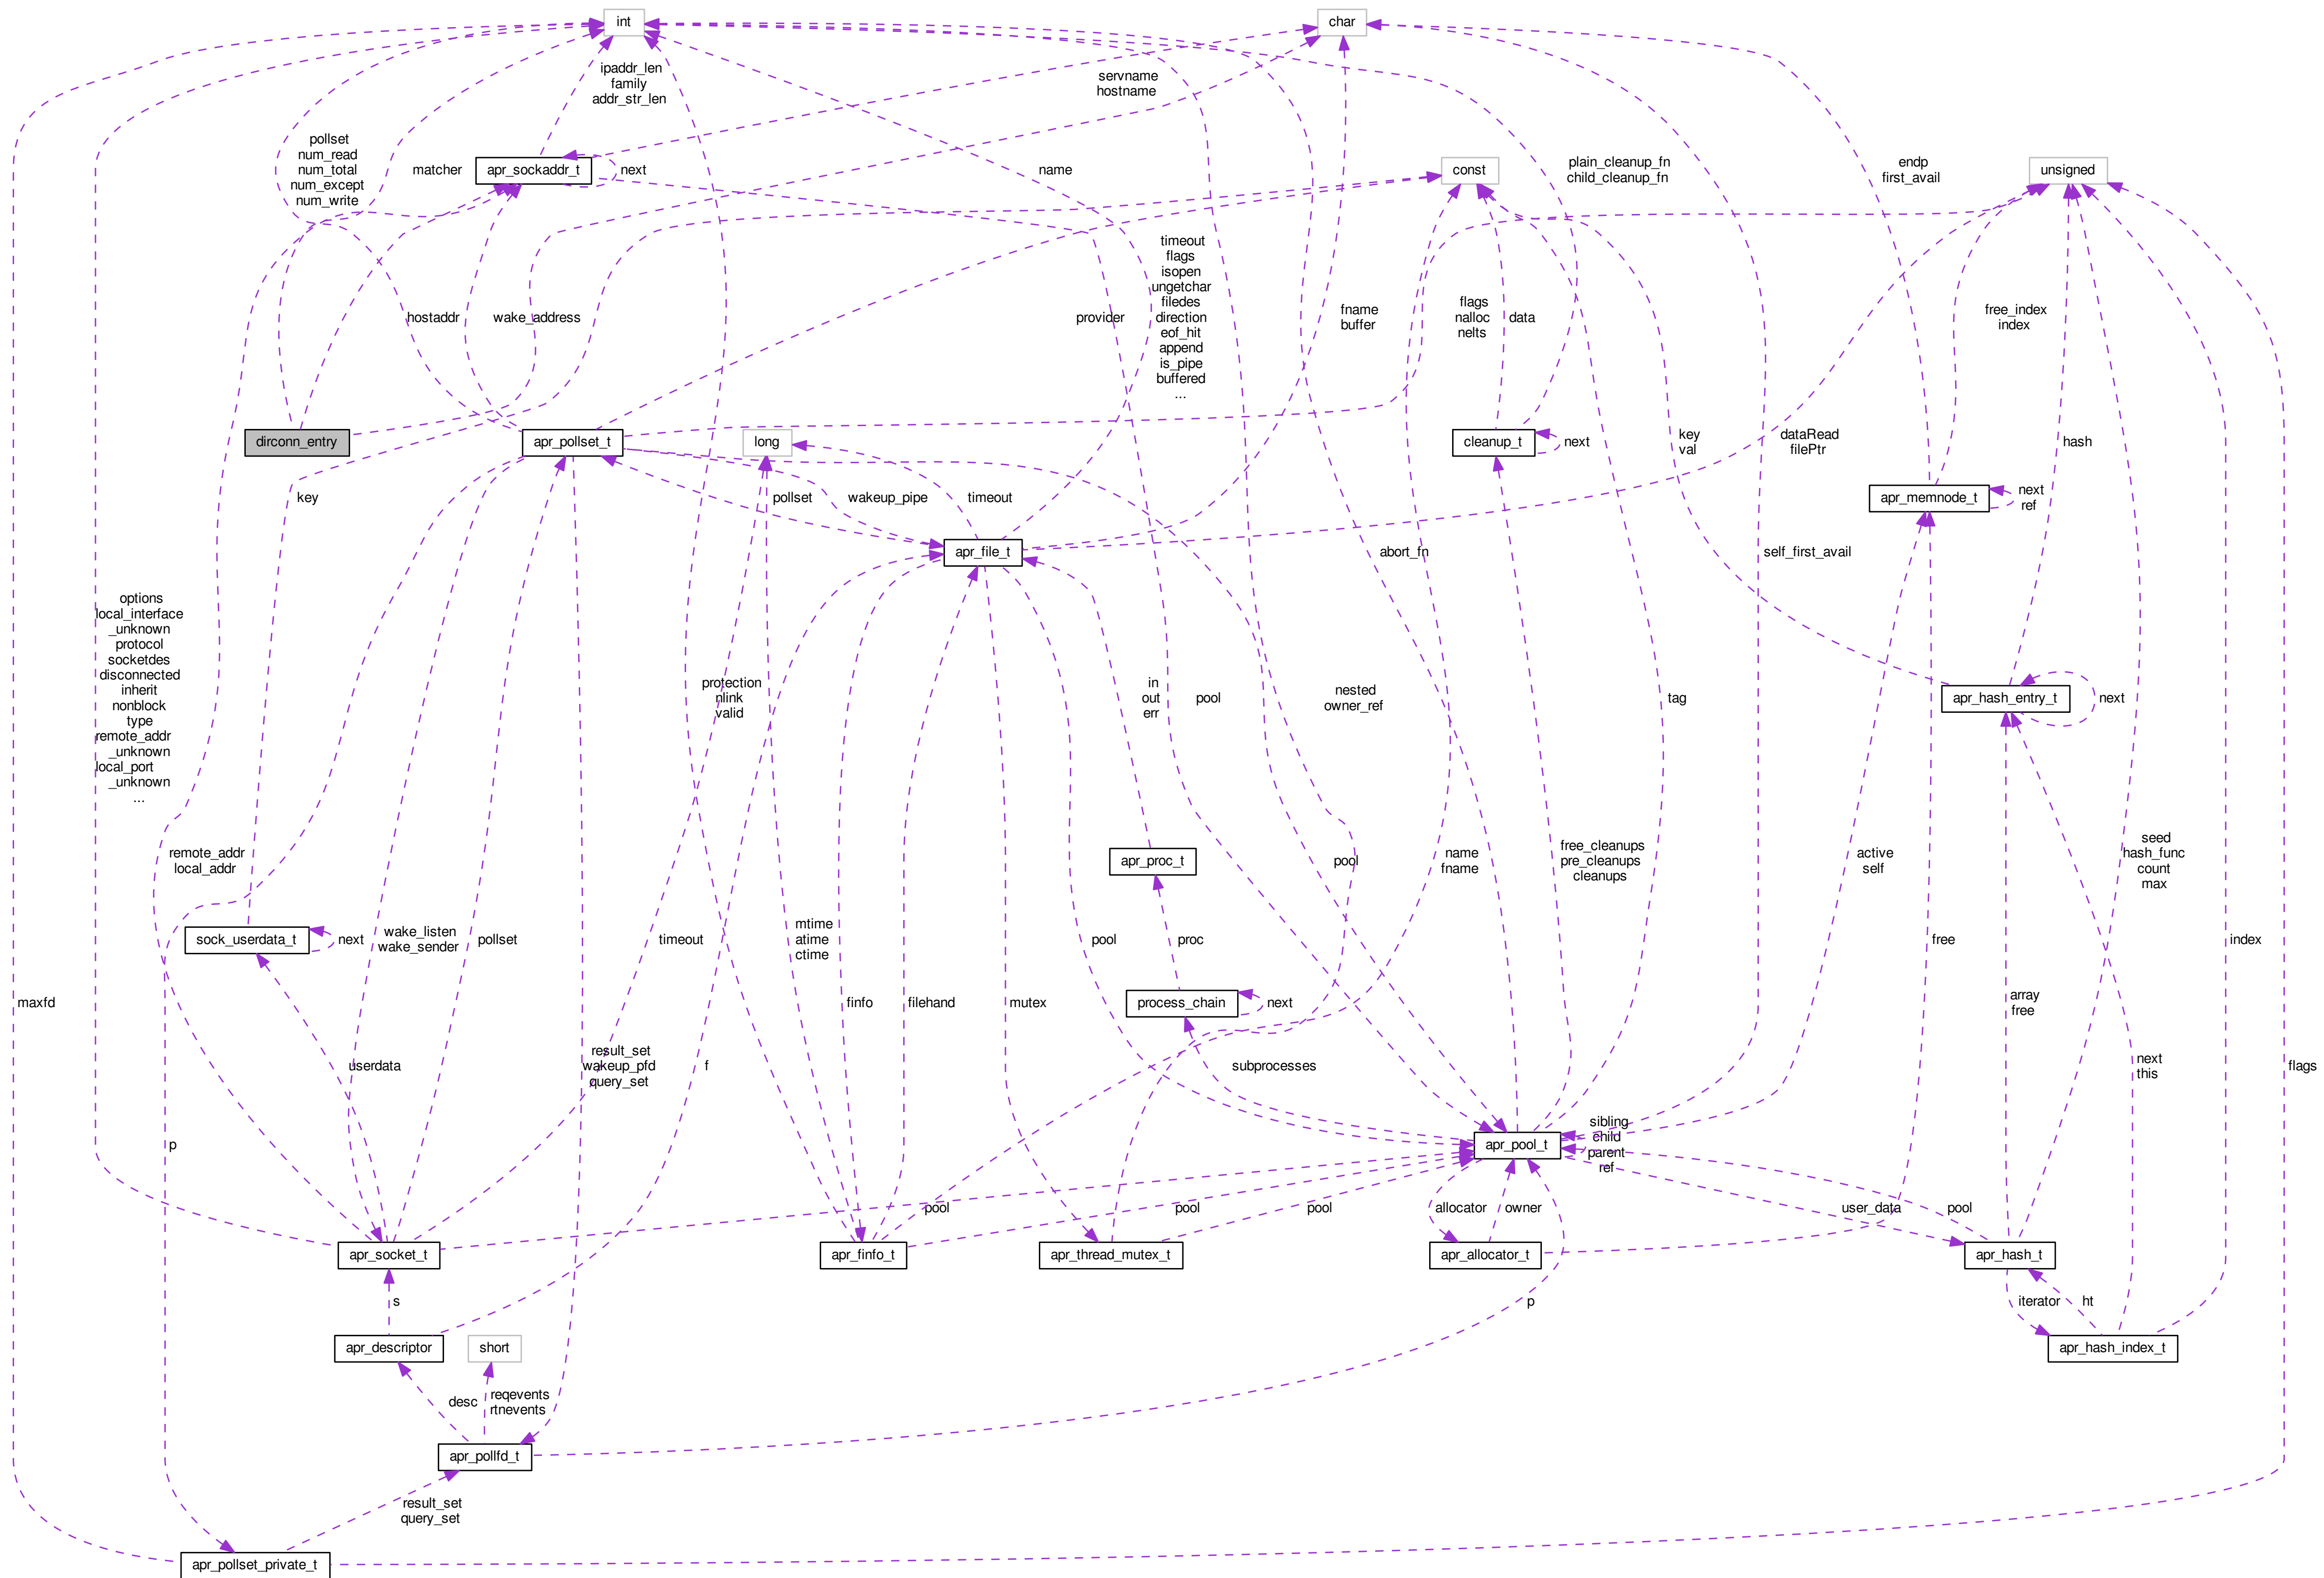 int
char
ipaddr_len
family
addr_str_len
servname
hostname
pollset
num_read
num_total
num_except
num_write
matcher
apr_sockaddr_t
next
name
const
plain_cleanup_fn
child_cleanup_fn
endp
first_avail
unsigned
hostaddr
wake_address
provider
timeout
flags
isopen
ungetchar
filedes
direction
eof_hit
append
is_pipe
buffered
...
fname
buffer
flags
nalloc
nelts
data
free_index
index
dirconn_entry
apr_pollset_t
long
cleanup_t
next
key
val
dataRead
filePtr
hash
key
pollset
wakeup_pipe
timeout
apr_memnode_t
next
ref
apr_file_t
abort_fn
self_first_avail
options
local_interface
_unknown
protocol
socketdes
disconnected
inherit
nonblock
type
remote_addr
_unknown
local_port
_unknown
...
protection
nlink
valid
in
out
err
pool
nested
owner_ref
tag
apr_hash_entry_t
next
remote_addr
local_addr
apr_proc_t
pool
name
fname
free_cleanups
pre_cleanups
cleanups
active
self
seed
hash_func
count
max
sock_userdata_t
next
wake_listen
wake_sender
pollset
timeout
mtime
atime
ctime
pool
proc
free
index
maxfd
finfo
filehand
mutex
process_chain
next
array
free
userdata
result_set
wakeup_pfd
query_set
f
subprocesses
next
this
flags
p
apr_pool_t
sibling
child
parent
ref
pool
pool
pool
allocator
owner
user_data
pool
apr_socket_t
apr_finfo_t
apr_thread_mutex_t
apr_allocator_t
apr_hash_t
s
p
iterator
ht
apr_descriptor
short
apr_hash_index_t
desc
reqevents
rtnevents
apr_pollfd_t
result_set
query_set
apr_pollset_private_t